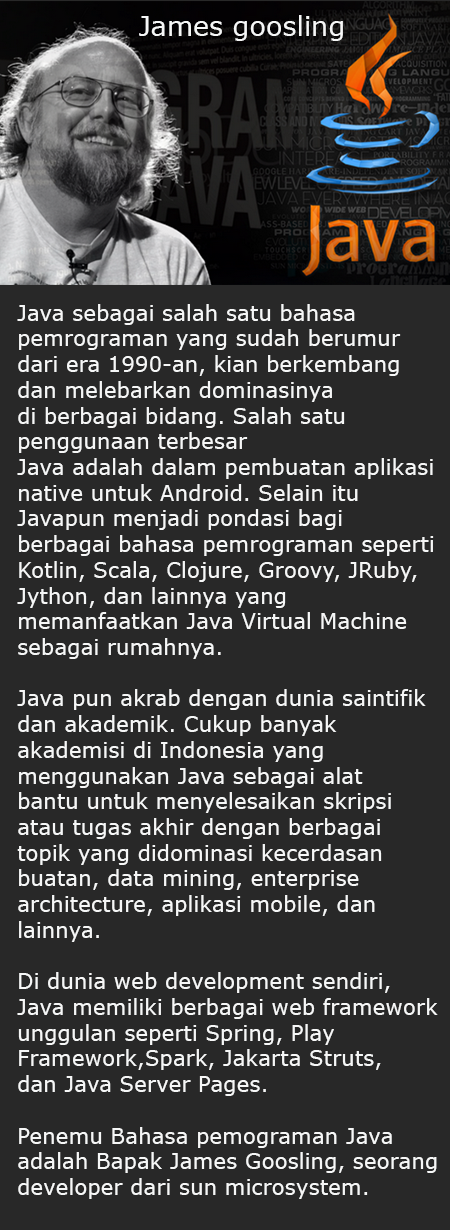 James goosling
PROGRAM
JAVA
Java
Java sebagai salah satu bahasa
pemrograman yang sudah berumur
dari era 1990-an, kian berkembang
dan melebarkan dominasinya
di berbagai bidang. Salah satu
penggunaan terbesar
Java adalah dalam pembuatan aplikasi
native untuk Android. Selain itu
Javapun menjadi pondasi bagi
berbagai bahasa pemrograman seperti
Kotlin, Scala, Clojure, Groovy, JRuby,
Jython, dan lainnya yang
memanfaatkan Java Virtual Machine
sebagai rumahnya.
Java pun akrab dengan dunia saintifik
dan akademik. Cukup banyak
akademisi di Indonesia yang
menggunakan Java sebagai alat
bantu untuk menyelesaikan skripsi
atau tugas akhir dengan berbagai
topik yang didominasi kecerdasan
buatan, data mining, enterprise
architecture, aplikasi mobile, dan
lainnya.
Di dunia web development sendiri,
Java memiliki berbagai web framework
unggulan seperti Spring, Play
Framework,Spark, Jakarta Struts,
dan Java Server Pages.
Penemu Bahasa pemograman Java
adalah Bapak James Goosling, seorang
developer dari sun microsystem.